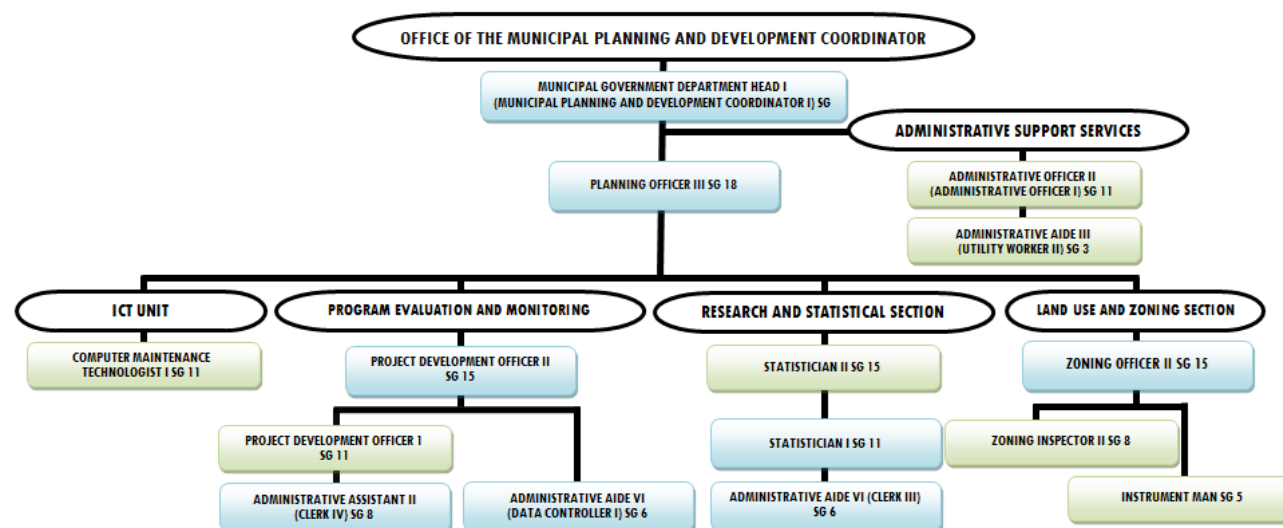 OFFICE OF THE MUNICIPAL PLANNING AND DEVELOPMENT COORDINATOR
MUNICIPAL GOVERNMENT DEPARTMENT HEAD I
(MUNICIPAL PLANNING AND DEVELOPMENT COORDINATOR I) SG
ADMINISTRATIVE SUPPORT SERVICES
PLANNING OFFICER III SG 18
ADMINISTRATIVE OFFICER II
(ADMINISTRATIVE OFFICER I) SG 11
ADMINISTRATIVE AIDE III
(UTILITY WORKER II) SG 3
ICT UNIT
COMPUTER MAINTENANCE
TECHNOLOGIST I SG 11
PROGRAM EVALUATION AND MONITORING
PROJECT DEVELOPMENT OFFICER II
SG 15
PROJECT DEVELOPMENT OFFICER 1
SG 11
ADMINISTRATIVE ASSISTANT II
(CLERK IV) SG 8
ADMINISTRATIVE AIDE VI
(DATA CONTROLLER I) SG 6
RESEARCH AND STATISTICAL SECTION
STATISTICIAN II SG 15
STATISTICIAN I SG 11
ADMINISTRATIVE AIDE VI (CLERK III)
SG 6
LAND USE AND ZONING SECTION
ZONING OFFICER II SG 15
ZONING INSPECTOR II SG 8
INSTRUMENT MAN SG 5